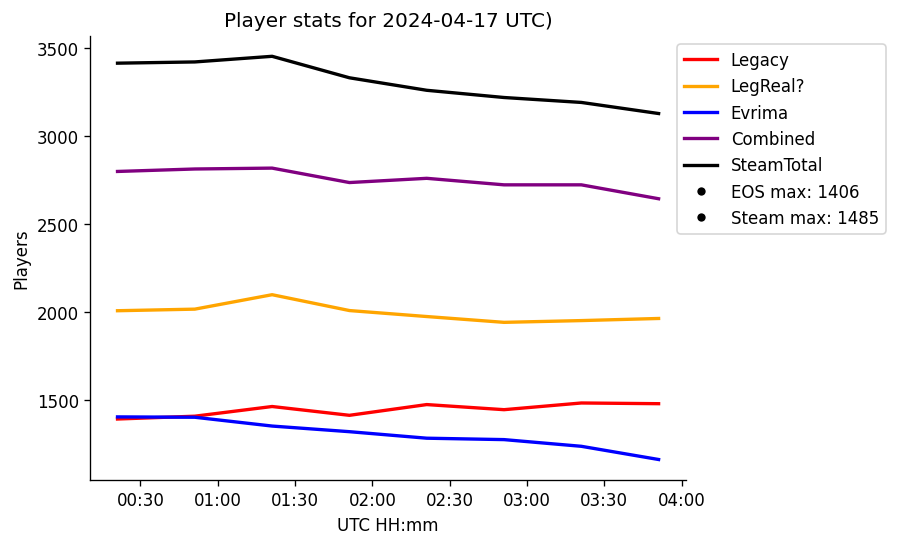 Player stats for 2024-04-17 UTC)
3500
3000
2500
2000
1500
Players
00:30 01:00 01:30 02:00 02:30 03:00 03:30 04:00
UTC HH:mm
Legacy
LegReal?
Evrima
Combined
SteamTotal
EOS max: 1406
Steam max: 1485